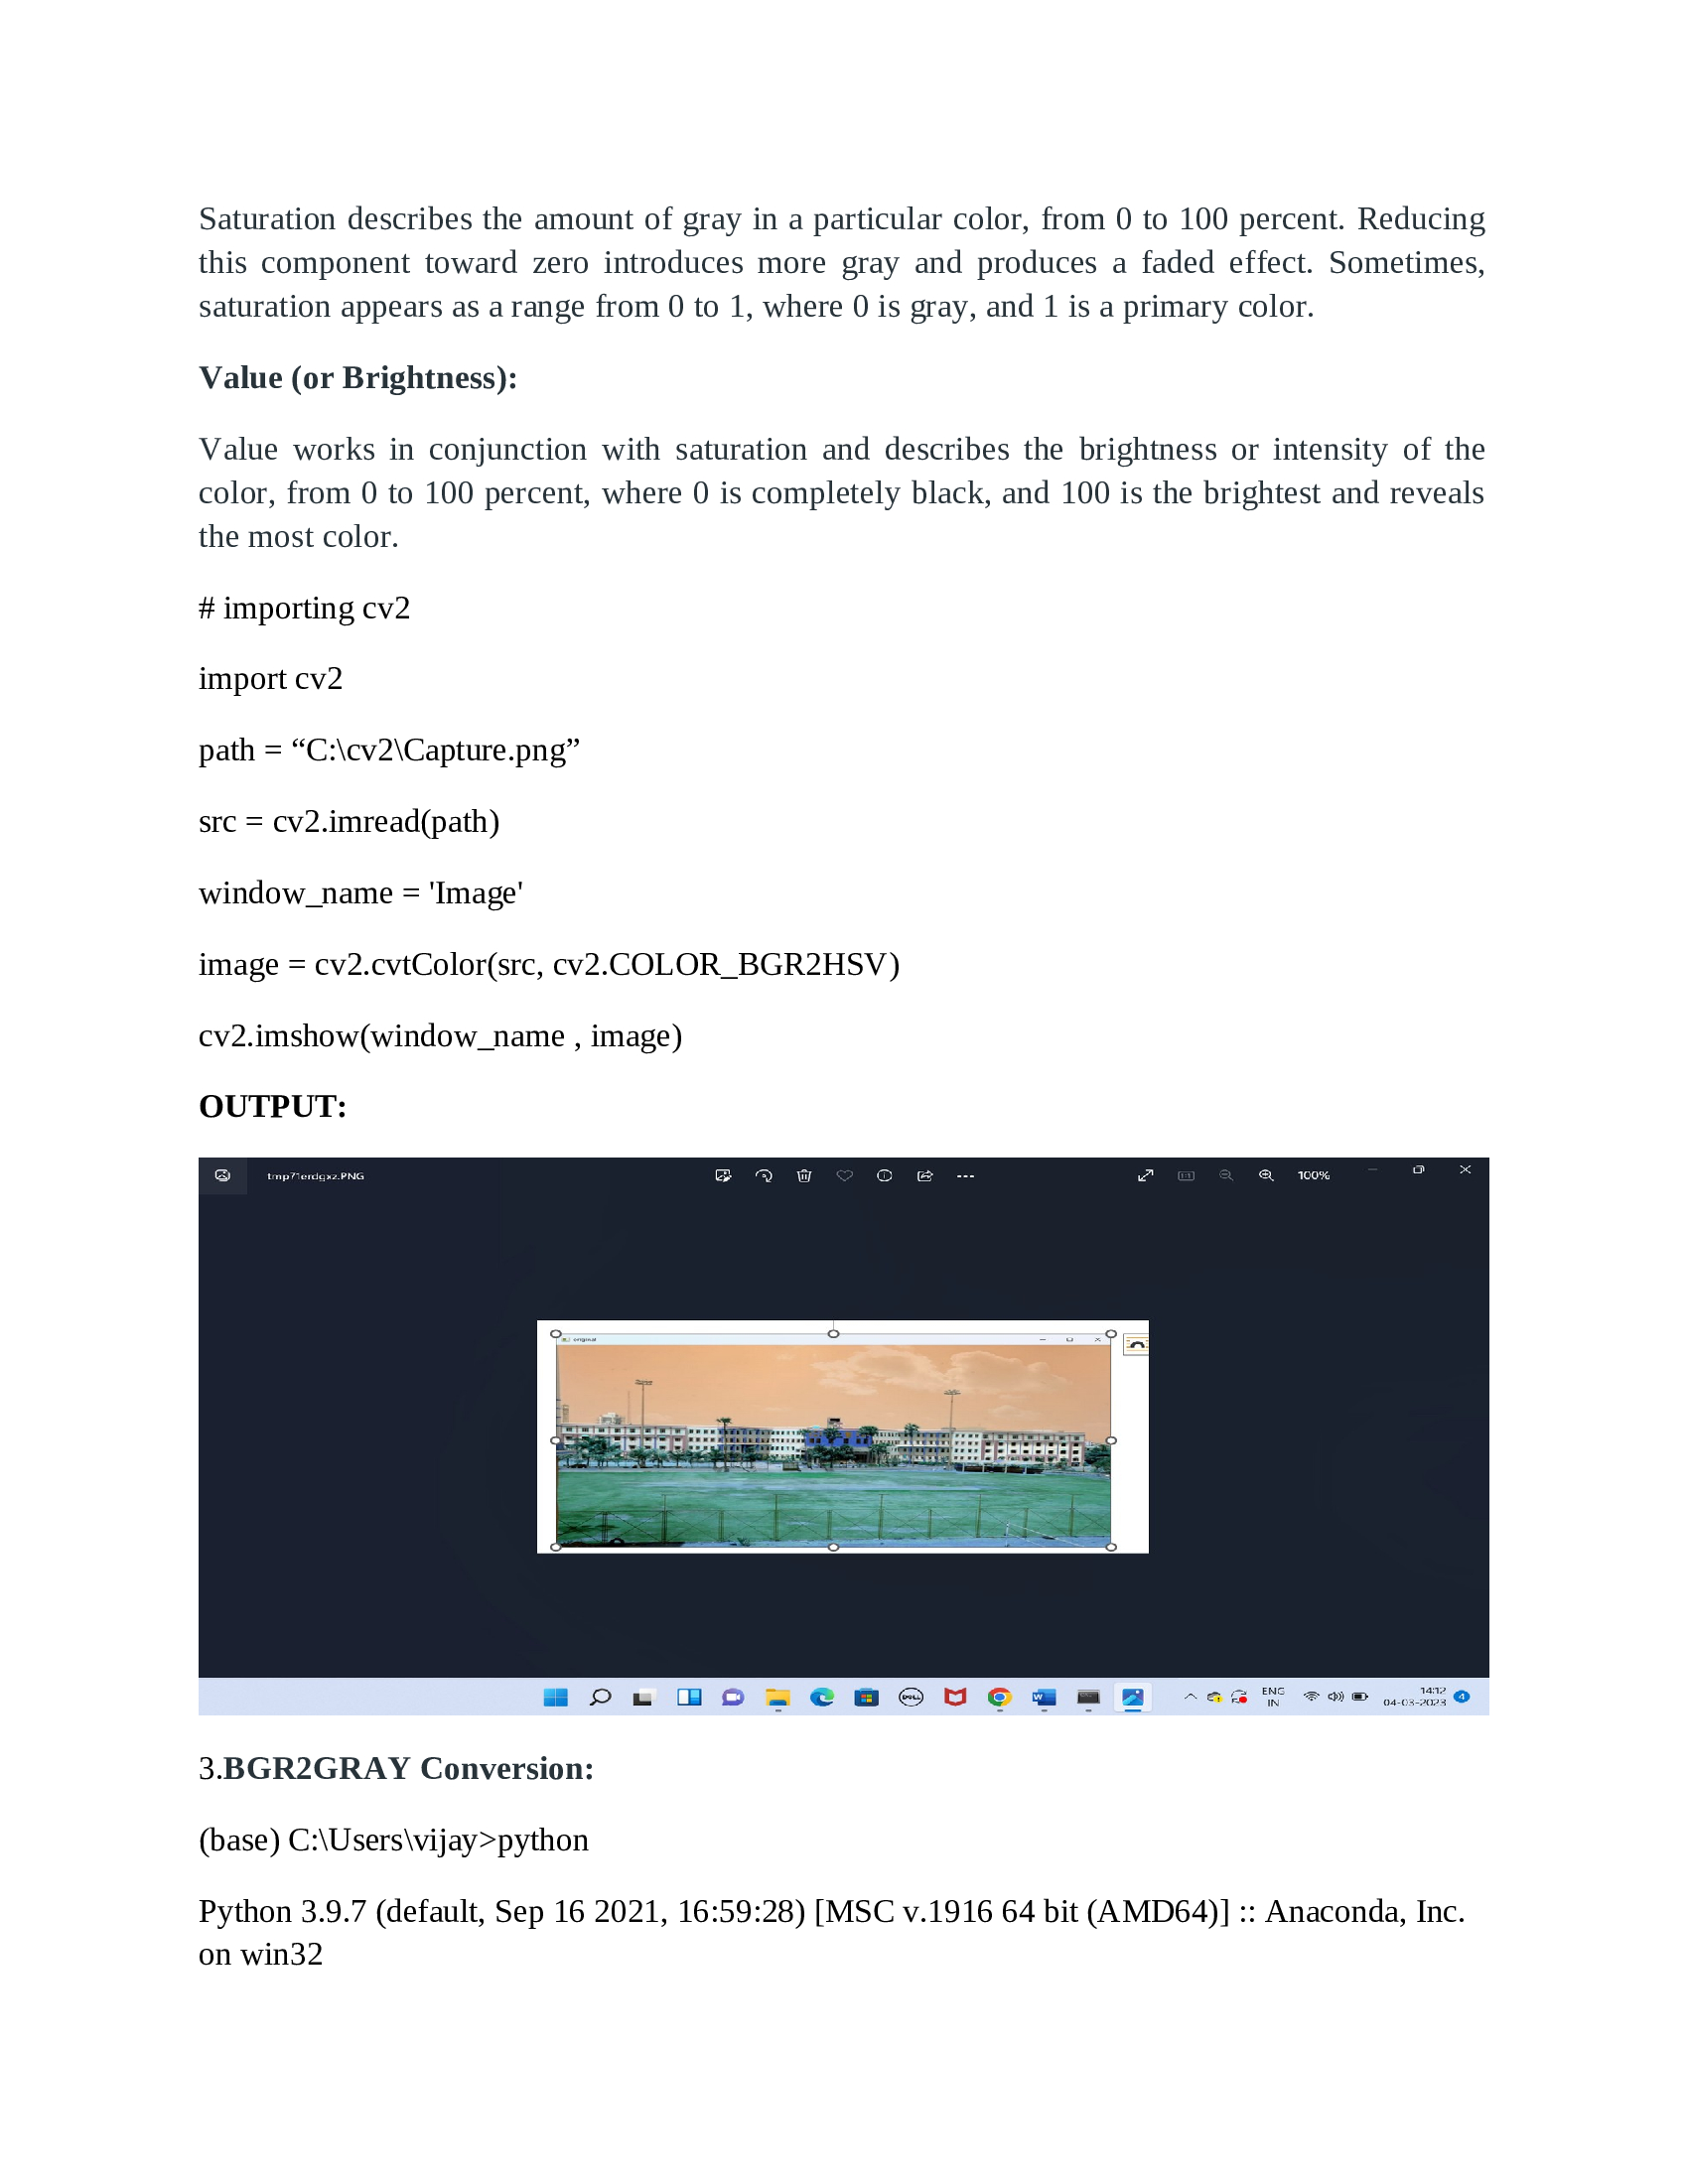 Saturation describes the amount of gray in a particular color, from 0 to 100 percent. Reducing
this component toward zero introduces more gray and produces a faded effect. Sometimes,
saturation appears as a range from 0 to 1, where 0 is gray, and 1 is a primary color.
Value (or Brightness):
Value works in conjunction with saturation and describes the brightness or intensity of the
color, from 0 to 100 percent, where 0 is completely black, and 100 is the brightest and reveals
the most color.
# importing cv2
import cv2
path = “C:\cv2\Capture.png”
src = cv2.imread(path)
window_name = 'Image'
image = cv2.cvtColor(src, cv2.COLOR_BGR2HSV)
cv2.imshow(window_name , image)
OUTPUT:
tmp71erdgxz.PNG
100%
original
DELL
ENG
IN
14:12
04-03-2023
4
3.BGR2GRAY Conversion:
(base) C:\Users\vijay>python
Python 3.9.7 (default, Sep 16 2021, 16:59:28) [MSC v.1916 64 bit (AMD64)] :: Anaconda, Inc.
on win32